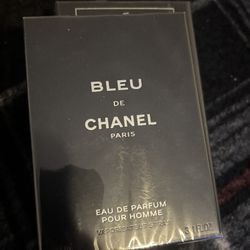 BLEU
DE
CHANEL
PARIS
EAU DE PARFUM
POUR HOMME